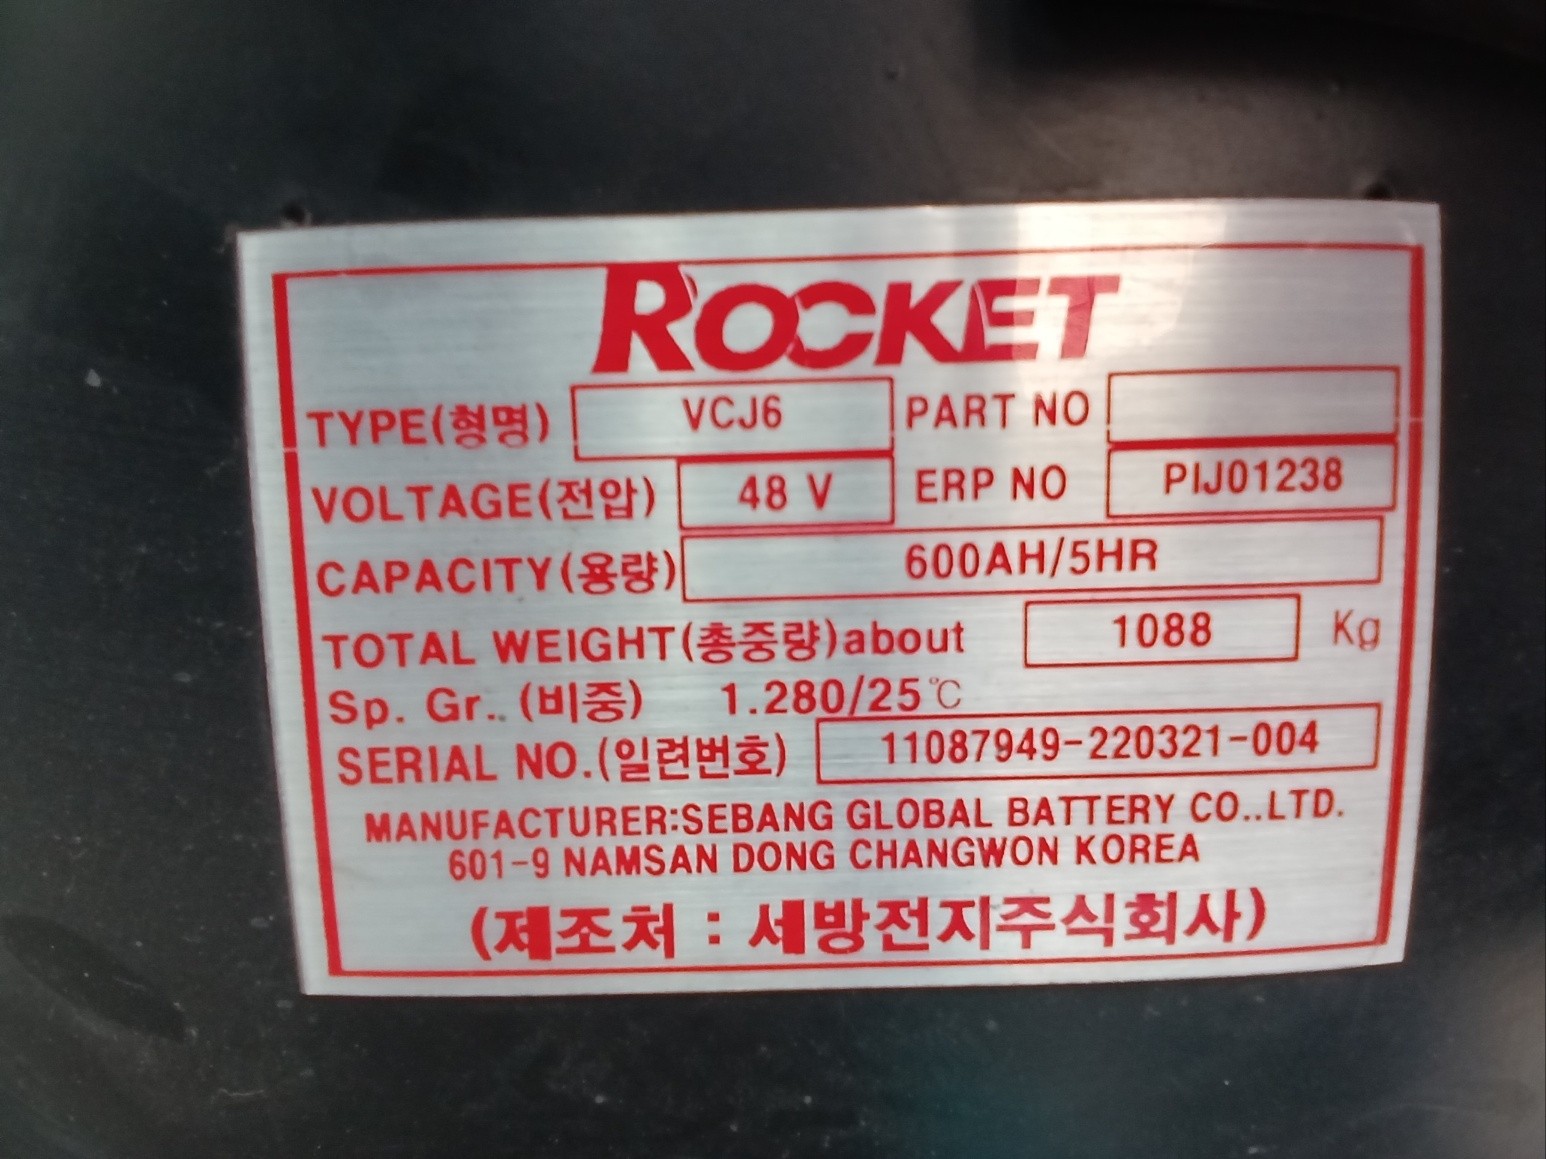 ROCKET
TYPE(형명) VCJ6 PART NO
VOLTAGE(전압) 48 V ERP NO PIJ01238
CAPACITY(용량) 600AH/5HR
TOTAL WEIGHT(총중량)about 1088 Kg
Sp. Gr.. (비중) 1.280/25℃
SERIAL NO.(일련번호) 11087949-220321-004
MANUFACTURER:SEBANG GLOBAL BATTERY CO..LTD.
601-9 NAMSAN DONG CHANGWON KOREA
(제조처 : 세방전지주식회사)